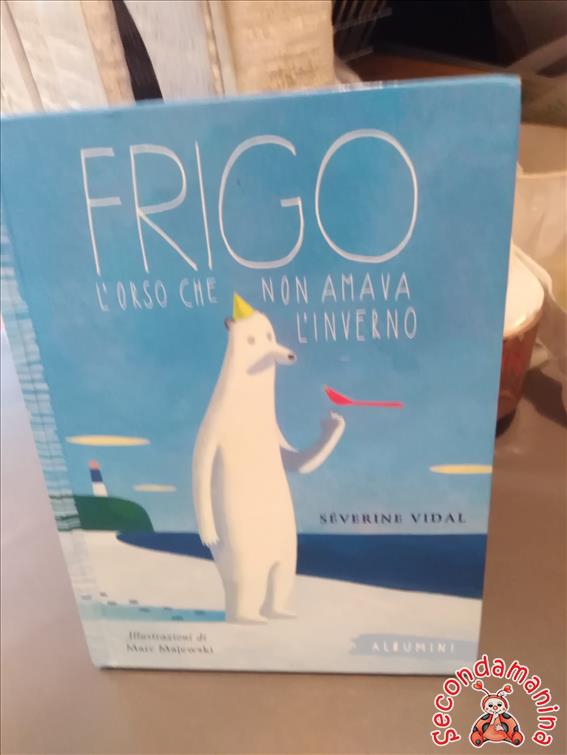 FRIGO
L'ORSO CHE NON AMAVA
L'INVERNO
SÉVERINE VIDAL
Illustrazioni di
Marc Majewski
ALBUMINI
Secondamanina